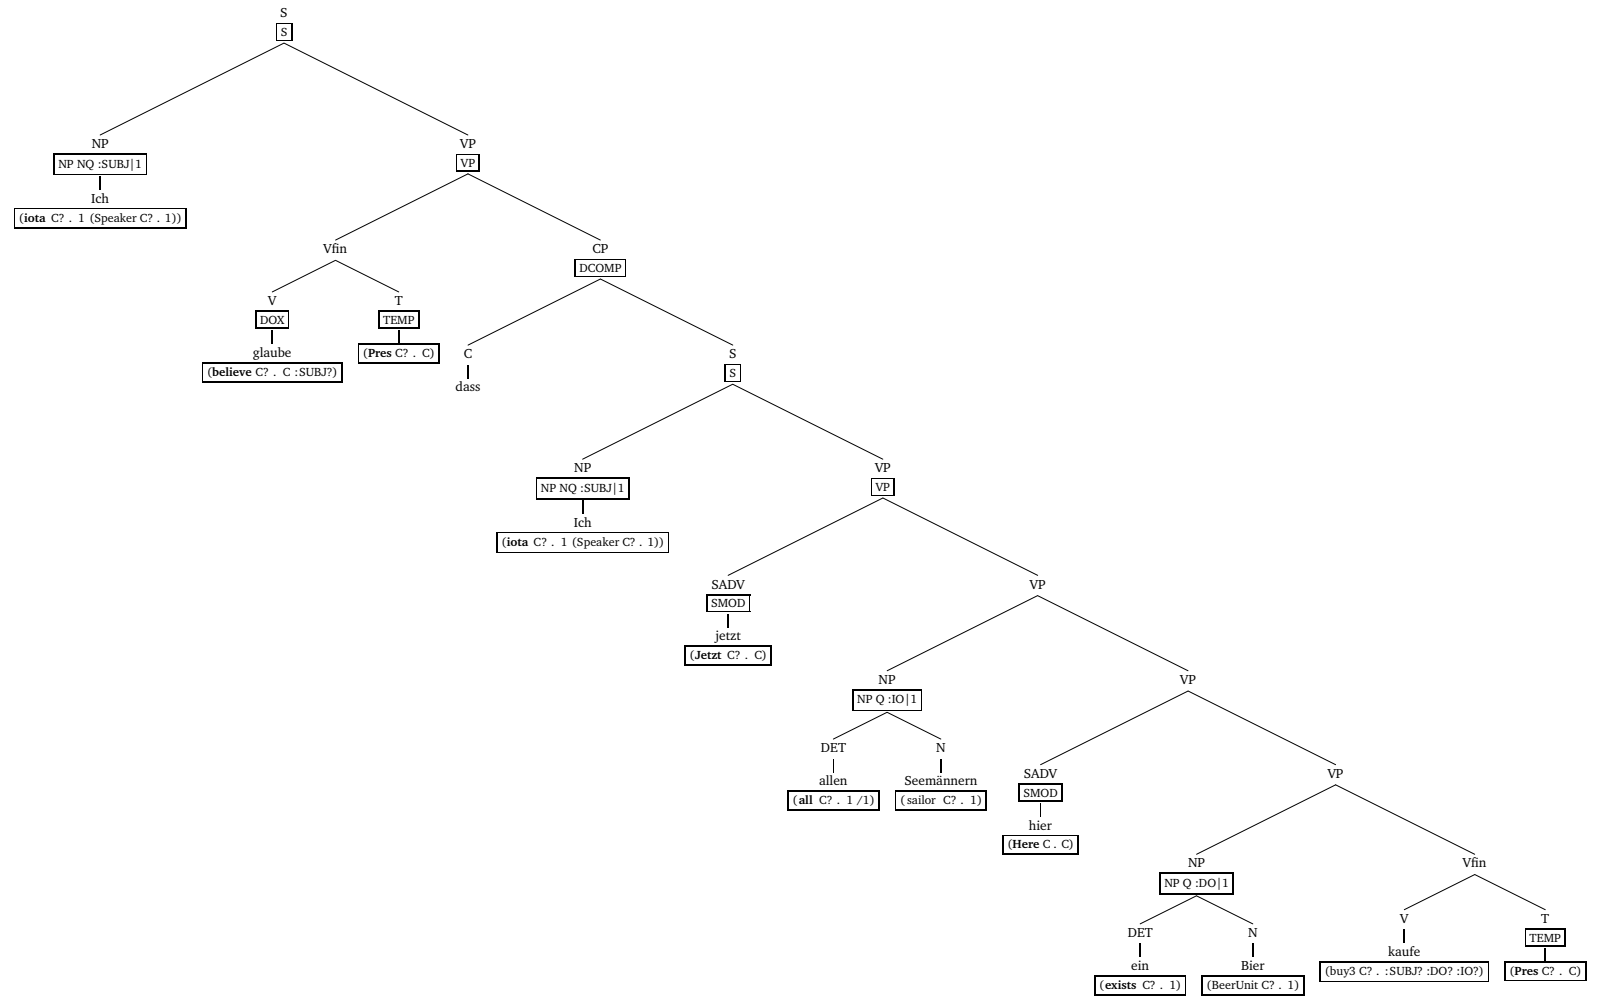 S
S
NP
VP
NP NQ :SUBJ|1
VP
Ich
(iota C? . 1 (Speaker C? . 1))
Vfin
CP
DCOMP
V
T
DOX
TEMP
glaube
(Pres C? . C)
(believe C? . C :SUBJ?)
C
S
S
dass
NP
VP
NP NQ :SUBJ|1
VP
Ich
(iota C? . 1 (Speaker C? . 1))
SADV
VP
SMOD
jetzt
(Jetzt C? . C)
NP
VP
NP Q :IO|1
DET
N
allen
Seemännern
(all C? . 1 /1)
(sailor C? . 1)
SADV
VP
SMOD
hier
(Here C . C)
NP
Vfin
NP Q :DO|1
DET
N
V
T
TEMP
ein
Bier
kaufe
(exists C? . 1)
(BeerUnit C? . 1)
(buy3 C? . :SUBJ? :DO? :IO?)
(Pres C? . C)